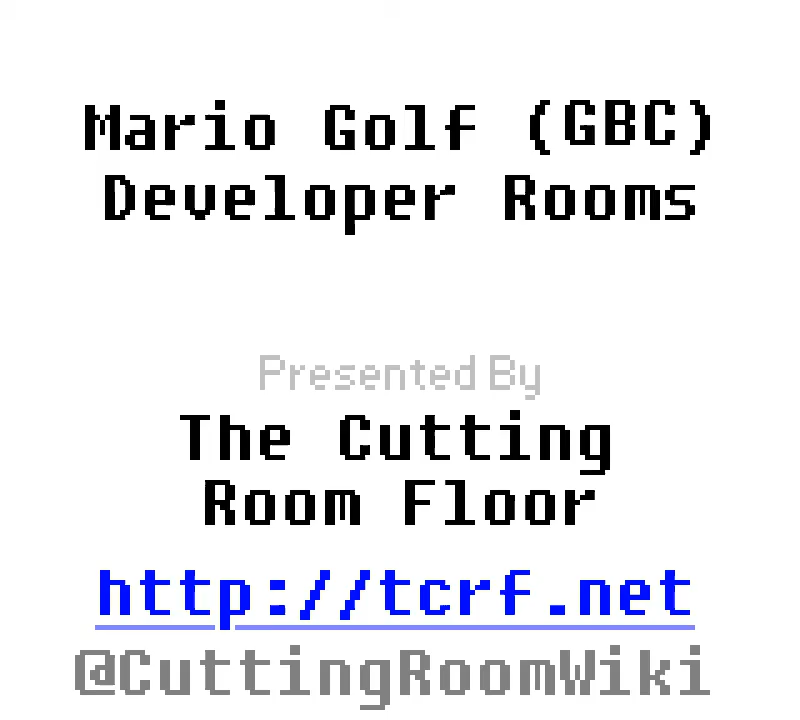 Mario Golf (GBC)
Developer Rooms
Presented By
The Cutting
Room Floor
http://tcrf.net
@CuttingRoomWiki